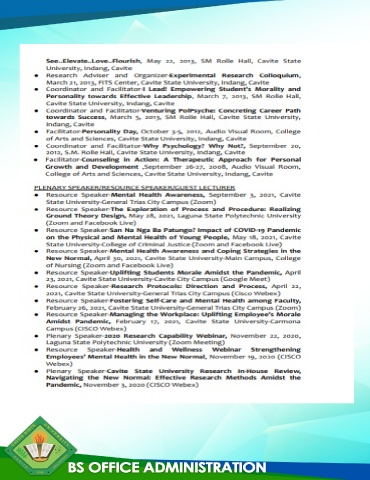 See..Elevate..Love..Flourish, May 22, 2013, SM Rolle Hall, Cavite State
University, Indang, Cavite
● Research Adviser and Organizer-Experimental Research Colloquium,
March 21, 2013, FITS Center, Cavite State University, Indang, Cavite
● Coordinator and Facilitator-I Lead! Empowering Student's Morality and
Personality towards Effective Leadership, March 7, 2013, SM Rolle Hall,
Cavite State University, Indang, Cavite
● Coordinator and Facilitator-Venturing PolPsyche: Concreting Career Path
towards Success, March 5, 2013, SM Rolle Hall, Cavite State University,
Indang, Cavite
● Facilitator-Personality Day, October 3-5, 2012, Audio Visual Room, College
of Arts and Sciences, Cavite State University, Indang, Cavite
● Coordinator and Facilitator-Why Psychology? Why Not?, September 20,
2012, S.M. Rolle Hall, Cavite State University, Indang, Cavite
● Facilitator-Counseling in Action: A Therapeutic Approach for Personal
Growth and Development ,September 26-27, 2008, Audio Visual Room,
College of Arts and Sciences, Cavite State University, Indang, Cavite
PLENARY SPEAKER/RESOURCE SPEAKER/GUEST LECTURER
● Resource Speaker-Mental Health Awareness, September 3, 2021, Cavite
State University-General Trias City Campus (Zoom)
● Resource Speaker-The Exploration of Process and Procedure: Realizing
Ground Theory Design, May 28, 2021, Laguna State Polytechnic University
(Zoom and Facebook Live)
● Resource Speaker-San Na Nga Ba Patungo? Impact of COVID-19 Pandemic
on the Physical and Mental Health of Young People, May 18, 2021, Cavite
State University-College of Criminal Justice (Zoom and Facebook Live)
● Resource Speaker-Mental Health Awareness and Coping Strategies in the
New Normal, April 30, 2021, Cavite State University-Main Campus, College
of Nursing (Zoom and Facebook Live)
● Resource Speaker-Uplifting Students Morale Amidst the Pandemic, April
23, 2021, Cavite State University-Cavite City Campus (Google Meet)
● Resource Speaker-Research Protocols: Direction and Process, April 22,
2021, Cavite State University-General Trias City Campus (Cisco Webex)
● Resource Speaker-Fostering Self-Care and Mental Health among Faculty,
February 26, 2021, Cavite State University-General Trias City Campus (Zoom)
● Resource Speaker-Managing the Workplace: Uplifting Employee's Morale
Amidst Pandemic, February 17, 2021, Cavite State University-Carmona
Campus (CISCO Webex)
● Plenary Speaker-2020 Research Capability Webinar, November 22, 2020,
Laguna State Polytechnic University (Zoom Meeting)
● Resource Speaker-Health and Wellness Webinar Strengthening
Employees' Mental Health in the New Normal, November 19, 2020 (CISCO
Webex)
● Plenary Speaker-Cavite State University Research In-House Review,
Navigating the New Normal: Effective Research Methods Amidst the
Pandemic, November 3, 2020 (CISCO Webex)
BS OFFICE ADMINISTRATION